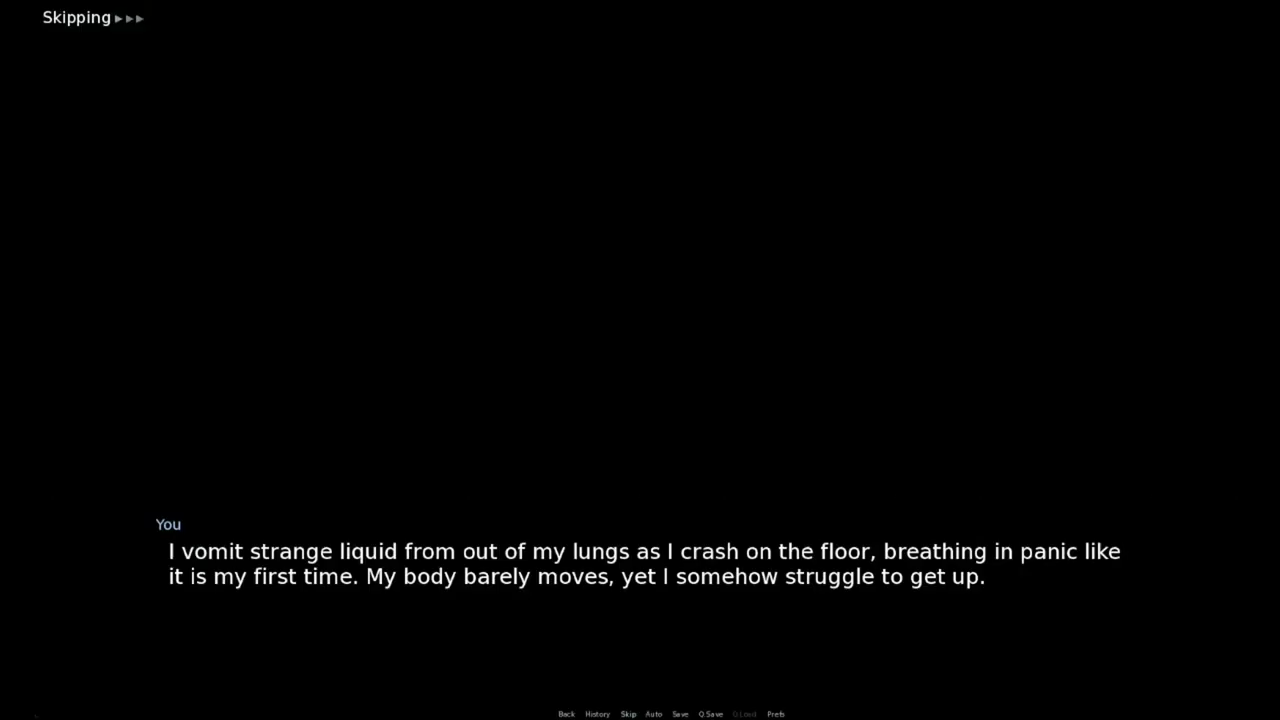 Skipping ▸▸▸
You
I vomit strange liquid from out of my lungs as I crash on the floor, breathing in panic like
it is my first time. My body barely moves, yet I somehow struggle to get up.
Back History Skip Auto Save Q.Save Q.Load Prefs